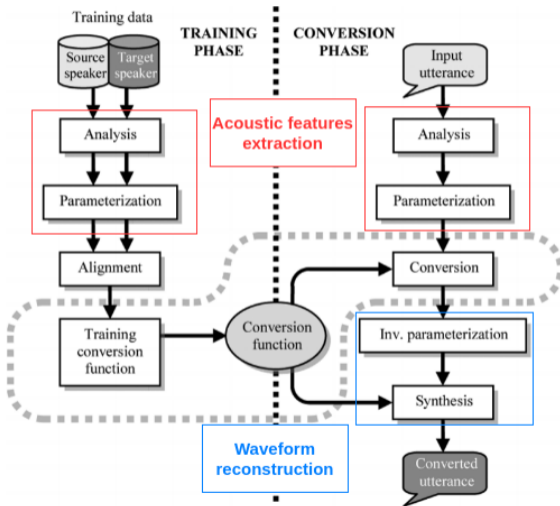 Training data
TRAINING
PHASE
CONVERSION
PHASE
Source
speaker
Target
speaker
Input
utterance
Acoustic features
extraction
Analysis
Analysis
Parameterization
Parameterization
Alignment
Conversion
Training
conversion
function
Conversion
function
Inv. parameterization
Synthesis
Waveform
reconstruction
Converted
utterance